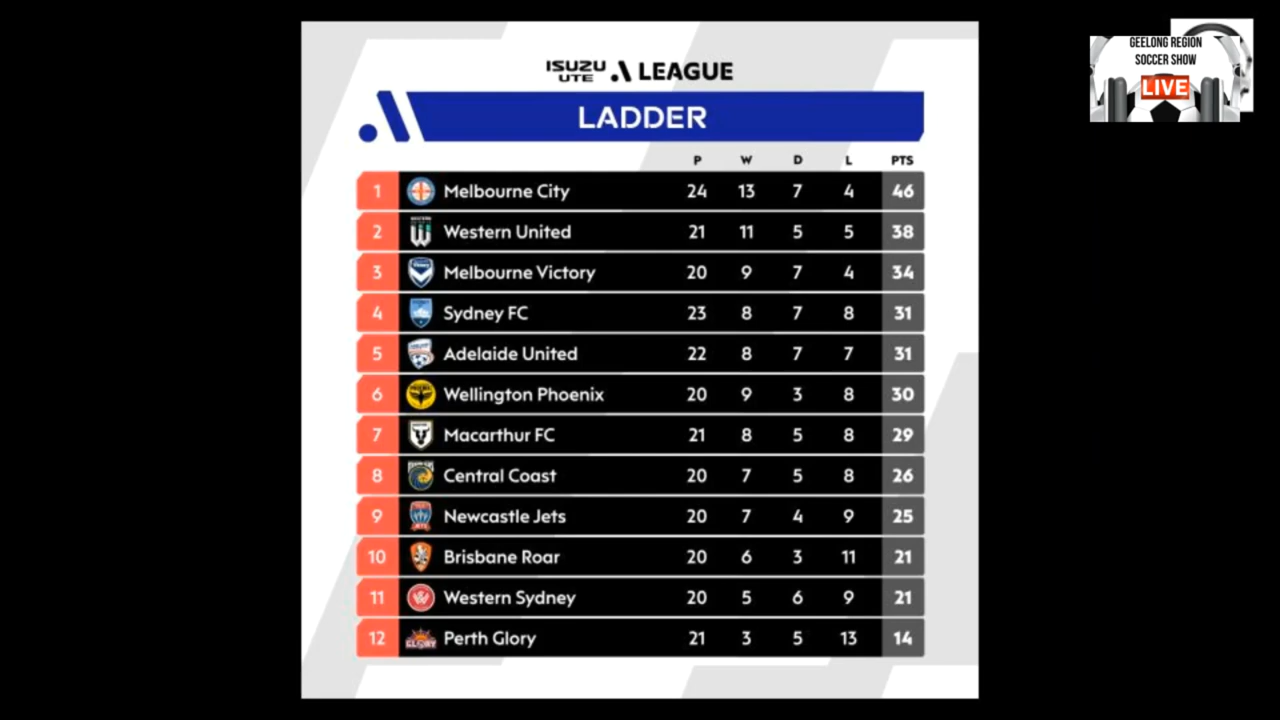 GEELONG REGION
SOCCER SHOW
LIVE
ISUZU UTE A LEAGUE
LADDER
P W D L PTS
1 Melbourne City 24 13 7 4 46
2 Western United 21 11 5 5 38
3 Melbourne Victory 20 9 7 4 34
4 Sydney FC 23 8 7 8 31
5 Adelaide United 22 8 7 7 31
6 Wellington Phoenix 20 9 3 8 30
7 Macarthur FC 21 8 5 8 29
8 Central Coast 20 7 5 8 26
9 Newcastle Jets 20 7 4 9 25
10 Brisbane Roar 20 6 3 11 21
11 Western Sydney 20 5 6 9 21
12 Perth Glory 21 3 5 13 14